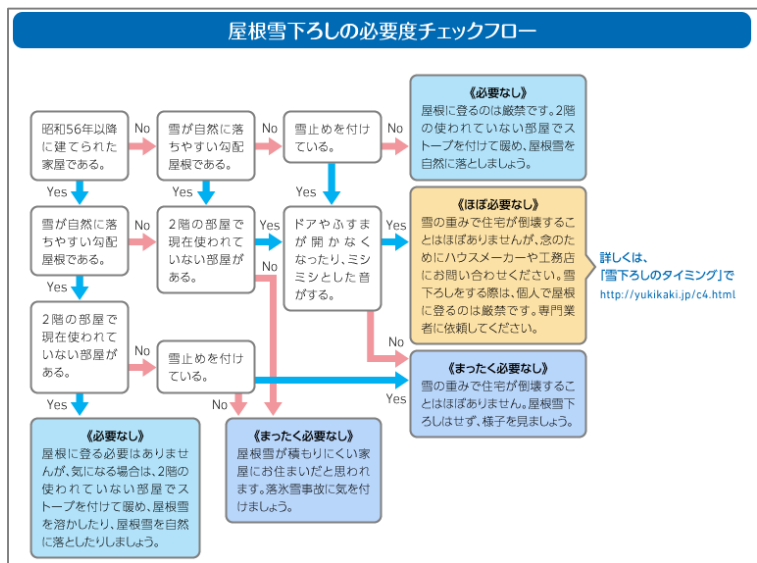 屋根雪下ろしの必要度チェックフロー
昭和56年以降
に建てられた
家屋である。
No
雪が自然に落
ちやすい勾配
屋根である。
No
雪止めを付け
ている。
No
《必要なし》
屋根に登るのは厳禁です。2階
の使われていない部屋でス
トーブを付けて暖め、屋根雪を
自然に落としましょう。
Yes
Yes
Yes
雪が自然に落
ちやすい勾配
屋根である。
No
2階の部屋で
現在使われて
いない部屋が
ある。
Yes
No
ドアやふすま
が開かなく
なったり、ミシ
ミシとした音
がする。
Yes
No
《ほぼ必要なし》
雪の重みで住宅が倒壊するこ
とはほぼありませんが、念のた
めにハウスメーカーや工務店
にお問い合わせください。雪
下ろしをする際は、個人で屋根
に登るのは厳禁です。専門業
者に依頼してください。
詳しくは、
「雪下ろしのタイミング」で
http://yukikaki.jp/c4.html
Yes
2階の部屋で
現在使われて
いない部屋が
ある。
No
雪止めを付け
ている。
Yes
《まったく必要なし》
雪の重みで住宅が倒壊するこ
とはほぼありません。屋根雪下
ろしはせず、様子を見ましょう。
Yes
No
《必要なし》
屋根に登る必要はありませ
んが、気になる場合は、2階の
使われていない部屋でス
トーブを付けて暖め、屋根雪
を溶かしたり、屋根雪を自然
に落としたりしましょう。
《まったく必要なし》
屋根雪が積もりにくい家
屋にお住まいだと思われ
ます。落氷雪事故に気を付
けましょう。